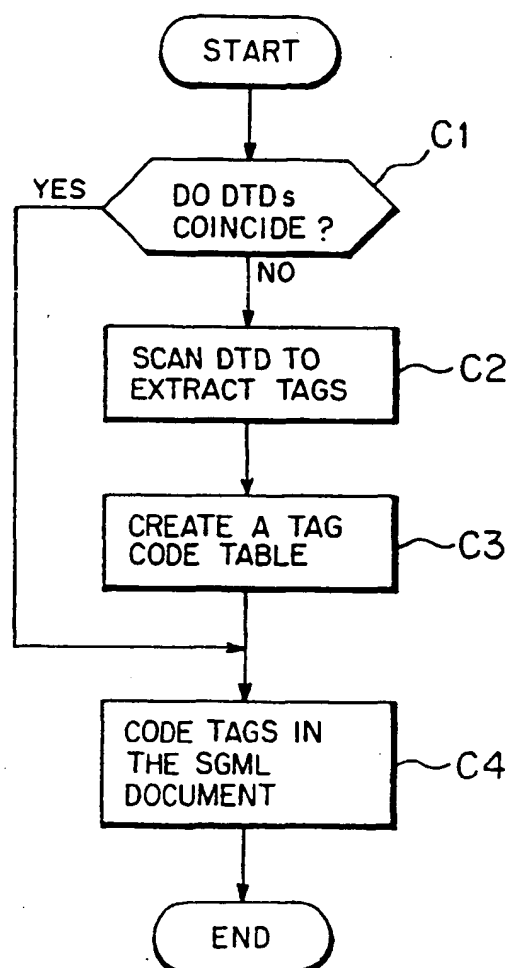 START
C1
YES
DO DTDs
COINCIDE ?
NO
SCAN DTD TO
EXTRACT TAGS
C2
CREATE A TAG
CODE TABLE
C3
CODE TAGS IN
THE SGML
DOCUMENT
C4
END